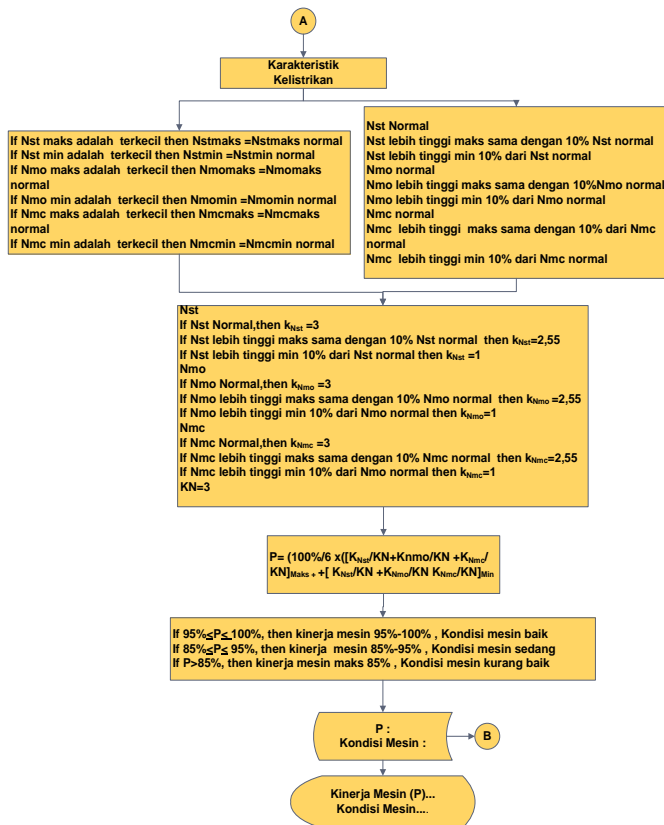 A
Karakteristik
Kelistrikan
If Nst maks adalah  terkecil then Nstmaks =Nstmaks normal
If Nst min adalah  terkecil then Nstmin =Nstmin normal
If Nmo maks adalah  terkecil then Nmomaks =Nmomaks
normal
If Nmo min adalah  terkecil then Nmomin =Nmomin normal
If Nmc maks adalah  terkecil then Nmcmaks =Nmcmaks
normal
If Nmc min adalah  terkecil then Nmcmin =Nmcmin normal
Nst Normal
Nst lebih tinggi maks sama dengan 10% Nst normal
Nst lebih tinggi min 10% dari Nst normal
Nmo normal
Nmo lebih tinggi maks sama dengan 10%Nmo normal
Nmo lebih tinggi min 10% dari Nmo normal
Nmc normal
Nmc  lebih tinggi  maks sama dengan 10% dari Nmc
normal
Nmc  lebih tinggi min 10% dari Nmc normal
Nst
If Nst Normal,then kNst =3
If Nst lebih tinggi maks sama dengan 10% Nst normal  then kNst=2,55
If Nst lebih tinggi min 10% dari Nst normal then kNst =1
Nmo
If Nmo Normal,then kNmo =3
If Nmo lebih tinggi maks sama dengan 10% Nmo normal  then kNmo =2,55
If Nmo lebih tinggi min 10% dari Nmo normal then kNmo=1
Nmc
If Nmc Normal,then kNmc =3
If Nmc lebih tinggi maks sama dengan 10% Nmc normal  then kNmc=2,55
If Nmc lebih tinggi min 10% dari Nmo normal then kNmc=1
KN=3
P= (100%/6 x([KNst/KN+Knmo/KN +KNmc/
KN]Maks + +[ KNst/KN +KNmo/KN KNmc/KN]Min
If 95%≤P≤ 100%, then kinerja mesin 95%-100% , Kondisi mesin baik
If 85%≤P≤ 95%, then kinerja  mesin 85%-95% , Kondisi mesin sedang
If P>85%, then kinerja mesin maks 85% , Kondisi mesin kurang baik
P :
Kondisi Mesin :
B
Kinerja Mesin (P)...
Kondisi Mesin....